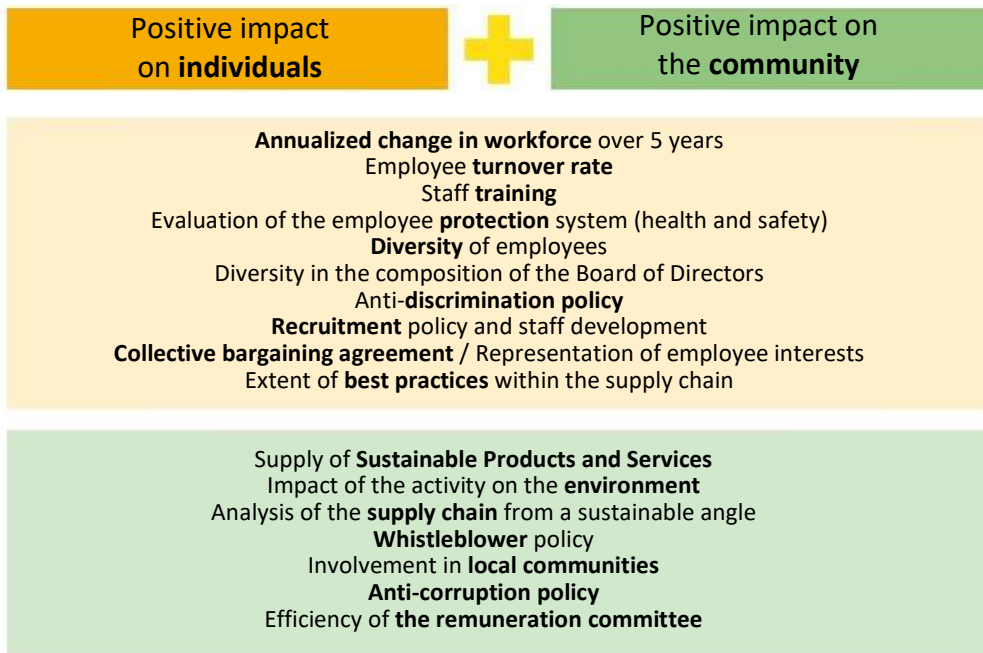 Positive impact
on individuals
Positive impact on
the community
Annualized change in workforce over 5 years
Employee turnover rate
Staff training
Evaluation of the employee protection system (health and safety)
Diversity of employees
Diversity in the composition of the Board of Directors
Anti-discrimination policy
Recruitment policy and staff development
Collective bargaining agreement / Representation of employee interests
Extent of best practices within the supply chain
Supply of Sustainable Products and Services
Impact of the activity on the environment
Analysis of the supply chain from a sustainable angle
Whistleblower policy
Involvement in local communities
Anti-corruption policy
Efficiency of the remuneration committee